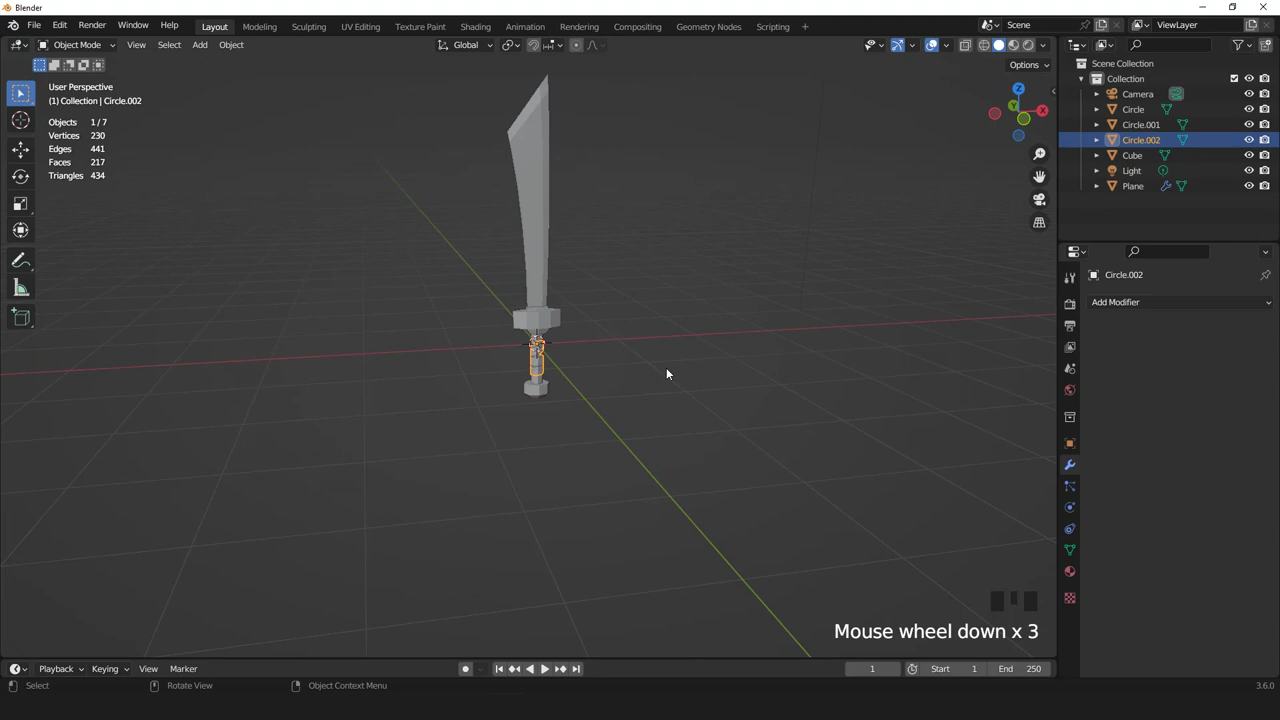 Blender
File Edit Render Window Help Layout Modeling Sculpting UV Editing Texture Paint Shading Animation Rendering Compositing Geometry Nodes Scripting + Scene ViewLayer
Object Mode View Select Add Object Global
Options
User Perspective
(1) Collection | Circle.002
Objects 1 / 7
Vertices 230
Edges 441
Faces 217
Triangles 434
Z
Y
X
Scene Collection
Collection
Camera
Circle
Circle.001
Circle.002
Cube
Light
Plane
Circle.002
Add Modifier
Mouse wheel down x 3
Playback Keying View Marker 1 Start 1 End 250
Select Rotate View Object Context Menu 3.6.0